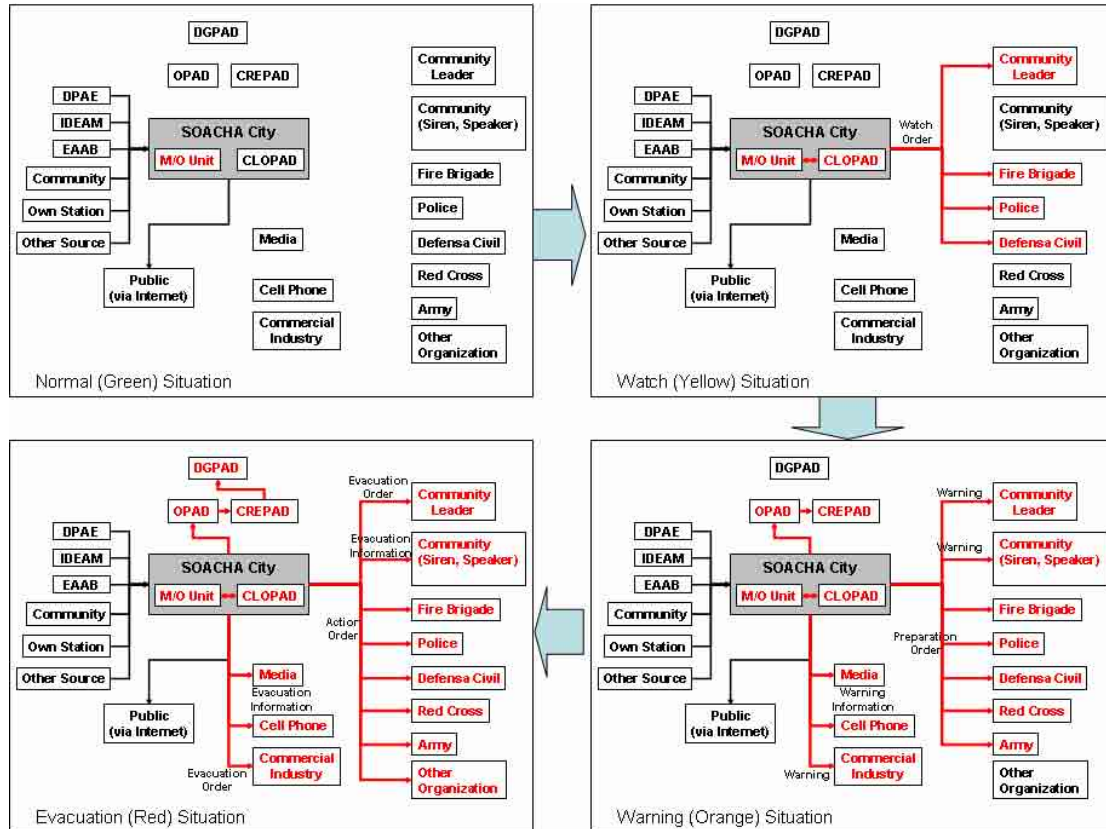 DGPAD
OPAD CREPAD
DPAE
IDEAM
EAAB
Community
Own Station
Other Source
SOACHA City
M/O Unit CLOPAD
Public
(via Internet)
Media
Cell Phone
Commercial
Industry
Community
Leader
Community
(Siren, Speaker)
Fire Brigade
Police
Defensa Civil
Red Cross
Army
Other
Organization
Normal (Green) Situation
DGPAD
OPAD CREPAD
DPAE
IDEAM
EAAB
Community
Own Station
Other Source
SOACHA City
M/O Unit CLOPAD
Public
(via Internet)
Media
Cell Phone
Commercial
Industry
Watch
Order
Community
Leader
Community
(Siren, Speaker)
Fire Brigade
Police
Defensa Civil
Red Cross
Army
Other
Organization
Watch (Yellow) Situation
DGPAD
OPAD CREPAD
DPAE
IDEAM
EAAB
Community
Own Station
Other Source
SOACHA City
M/O Unit CLOPAD
Public
(via Internet)
Media
Evacuation
Information
Cell Phone
Commercial
Industry
Evacuation
Order
Evacuation
Order
Community
Leader
Evacuation
Information
Community
(Siren, Speaker)
Action
Order
Fire Brigade
Police
Defensa Civil
Red Cross
Army
Other
Organization
Evacuation (Red) Situation
DGPAD
OPAD CREPAD
DPAE
IDEAM
EAAB
Community
Own Station
Other Source
SOACHA City
M/O Unit CLOPAD
Public
(via Internet)
Media
Warning
Information
Cell Phone
Commercial
Industry
Warning
Warning
Community
Leader
Warning
Community
(Siren, Speaker)
Preparation
Order
Fire Brigade
Police
Defensa Civil
Red Cross
Army
Other
Organization
Warning (Orange) Situation